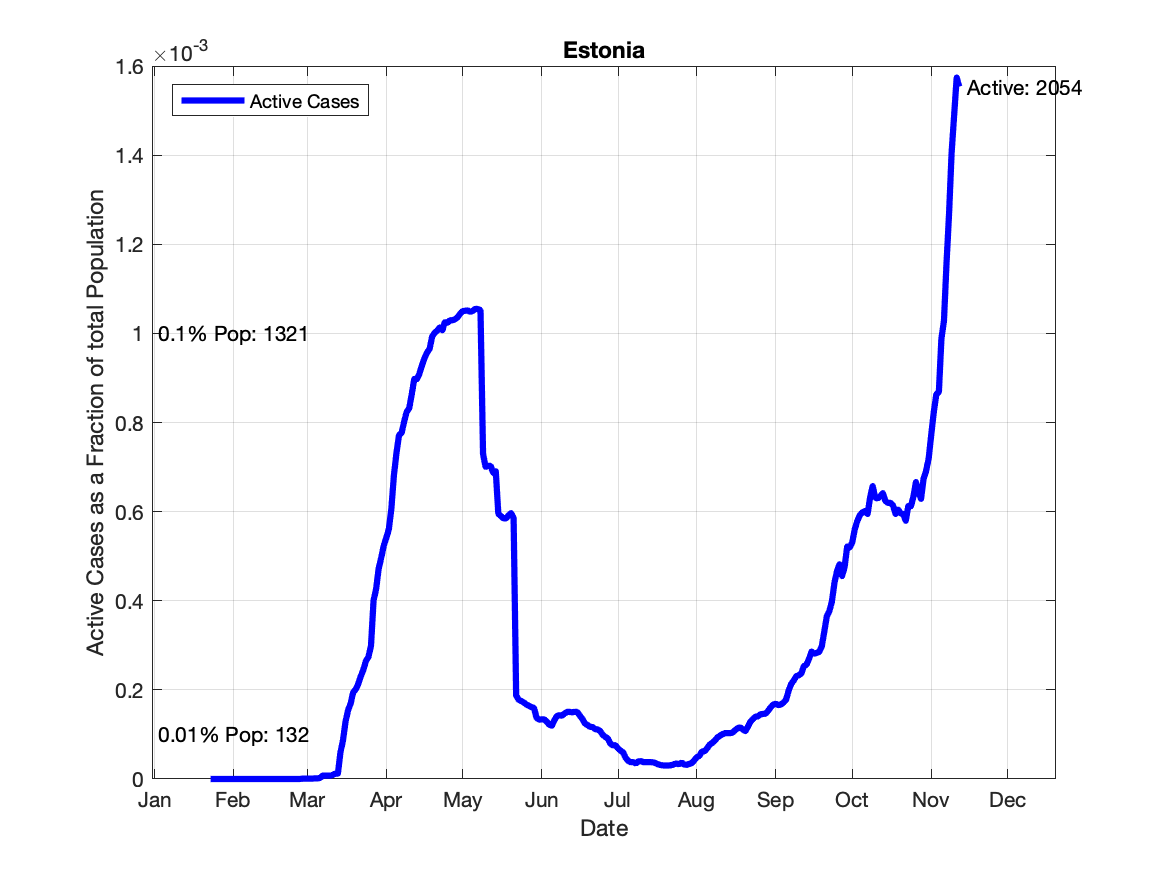 Estonia
×10-3
1.6
1.4
1.2
1
0.8
0.6
0.4
0.2
0
Active Cases as a Fraction of total Population
Active Cases
Active: 2054
0.1% Pop: 1321
0.01% Pop: 132
Jan Feb Mar Apr May Jun Jul Aug Sep Oct Nov Dec
Date